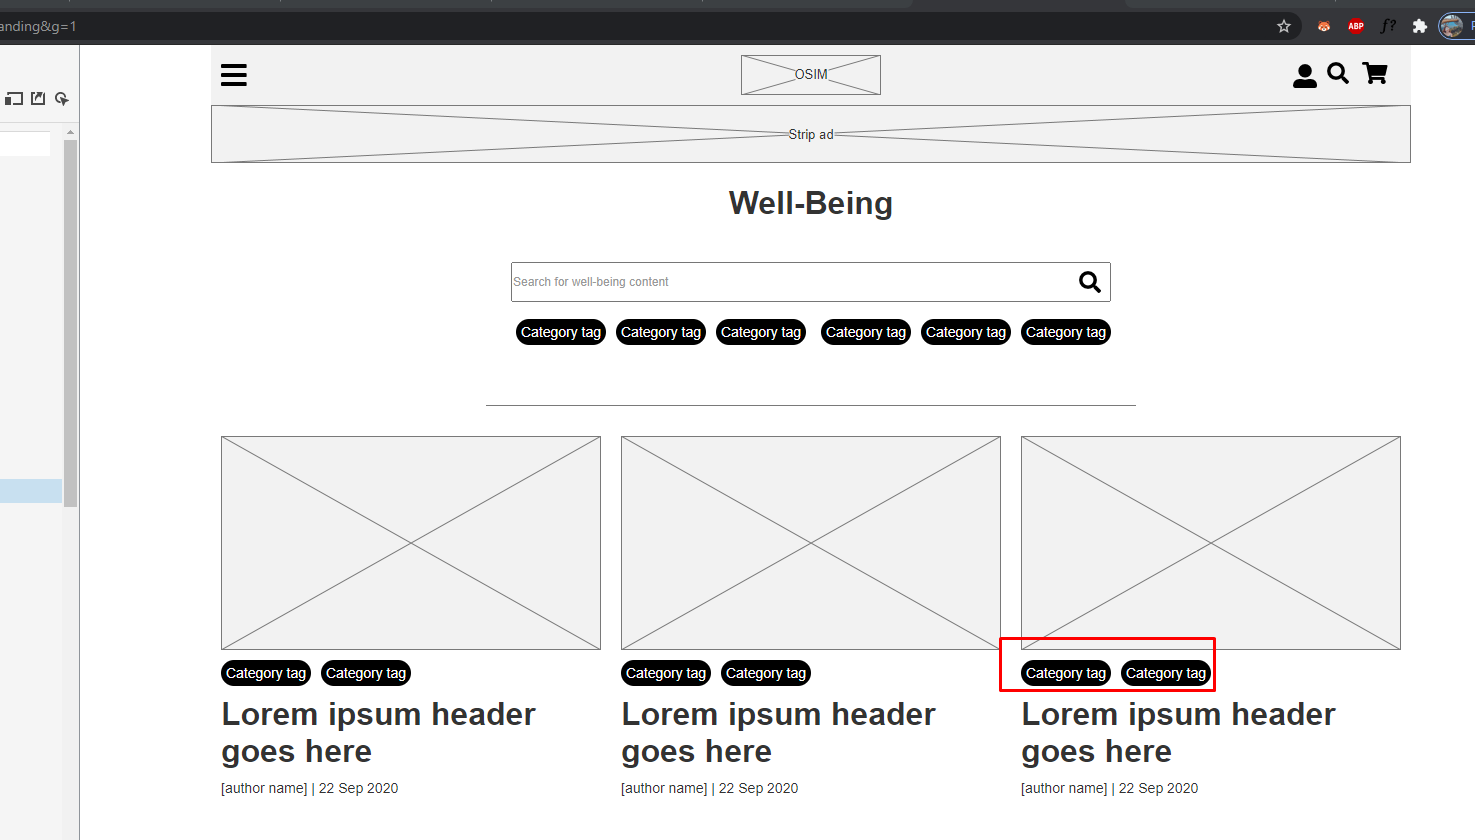 anding&g=1
ABP
f?
OSIM
Strip ad
Well-Being
Search for well-being content
Category tag Category tag Category tag Category tag Category tag Category tag
Category tag Category tag Category tag Category tag Category tag Category tag
Lorem ipsum header goes here
Lorem ipsum header goes here
Lorem ipsum header goes here
[author name] | 22 Sep 2020 [author name] | 22 Sep 2020 [author name] | 22 Sep 2020